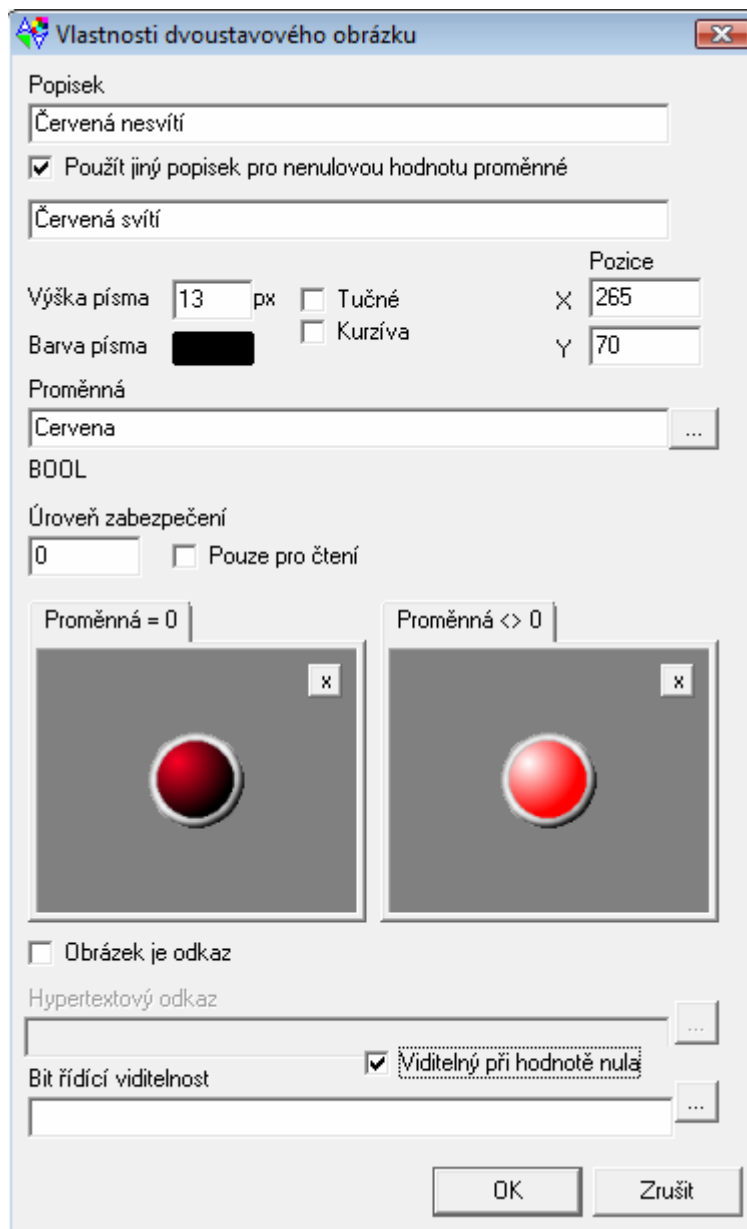 Vlastnosti dvoustavového obrázku
Popisek
Červená nesvítí
Použít jiný popisek pro nenulovou hodnotu proměnné
Červená svítí
Pozice
Výška písma 13 px Tučné X 265
Kurzíva
Barva písma Y 70
Proměnná
Cervena ...
BOOL
Úroveň zabezpečení
0 Pouze pro čtení
Proměnná = 0 Proměnná <> 0
x x
Obrázek je odkaz
Hypertextový odkaz
...
Viditelný při hodnotě nula
Bit řídící viditelnost
...
OK Zrušit